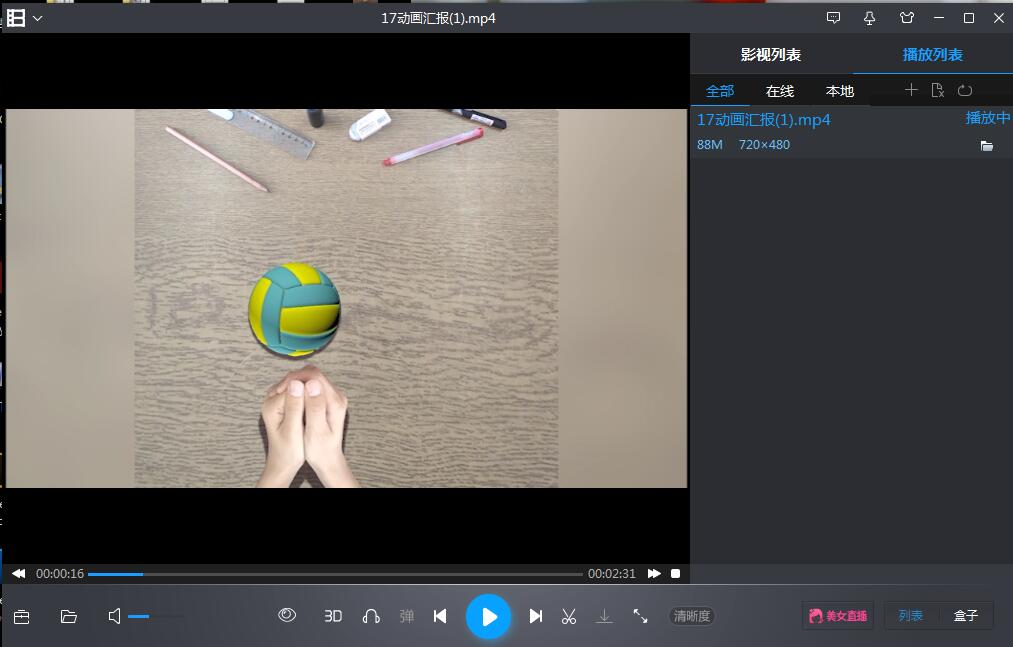 17动画汇报(1).mp4
影视列表 播放列表
全部 在线 本地
17动画汇报(1).mp4 播放中
88M 720×480
00:00:16 00:02:31
3D 弹 清晰度 美女直播 列表 盒子